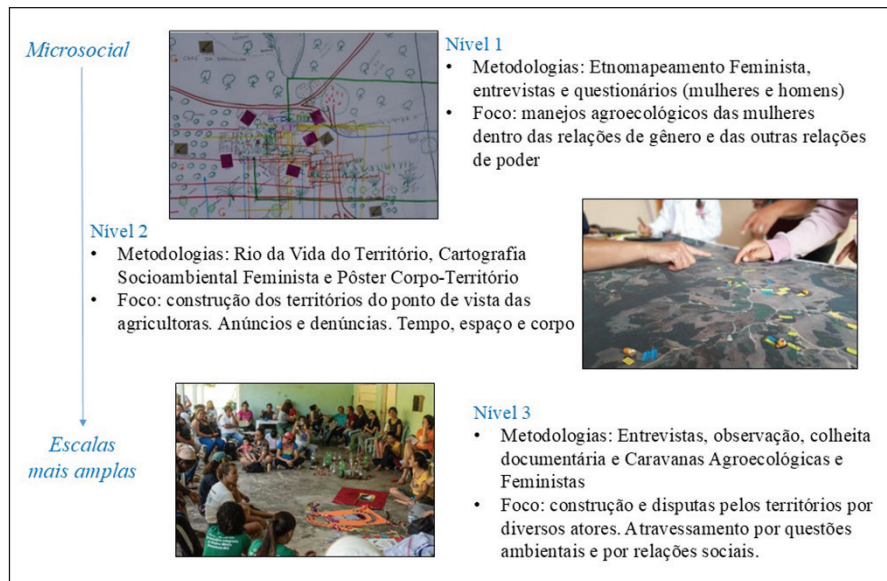 Microsocial
Nível 1
• Metodologias: Etnomapeamento Feminista,
entrevistas e questionários (mulheres e homens)
• Foco: manejos agroecológicos das mulheres
dentro das relações de gênero e das outras relações
de poder
Nível 2
• Metodologias: Rio da Vida do Território, Cartografia
Socioambiental Feminista e Pôster Corpo-Território
• Foco: construção dos territórios do ponto de vista das
agricultoras. Anúncios e denúncias. Tempo, espaço e corpo
Escalas
mais amplas
Nível 3
• Metodologias: Entrevistas, observação, colheita
documentária e Caravanas Agroecológicas e
Feministas
• Foco: construção e disputas pelos territórios por
diversos atores. Atravessamento por questões
ambientais e por relações sociais.